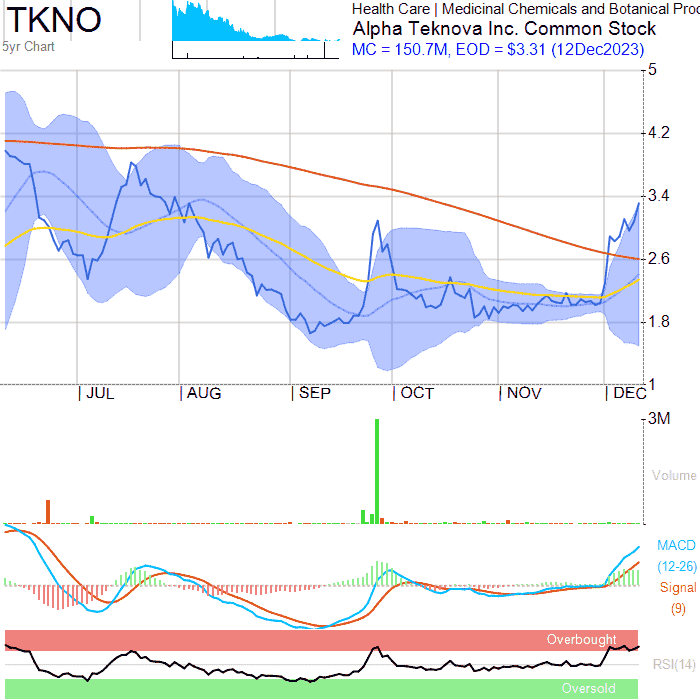 TKNO
5yr Chart
Health Care | Medicinal Chemicals and Botanical Proc
Alpha Teknova Inc. Common Stock
MC = 150.7M, EOD = $3.31 (12Dec2023)
5
4.2
3.4
2.6
1.8
1
JUL AUG SEP OCT NOV DEC
3M
Volume
MACD
(12-26)
Signal
(9)
Overbought
RSI(14)
Oversold